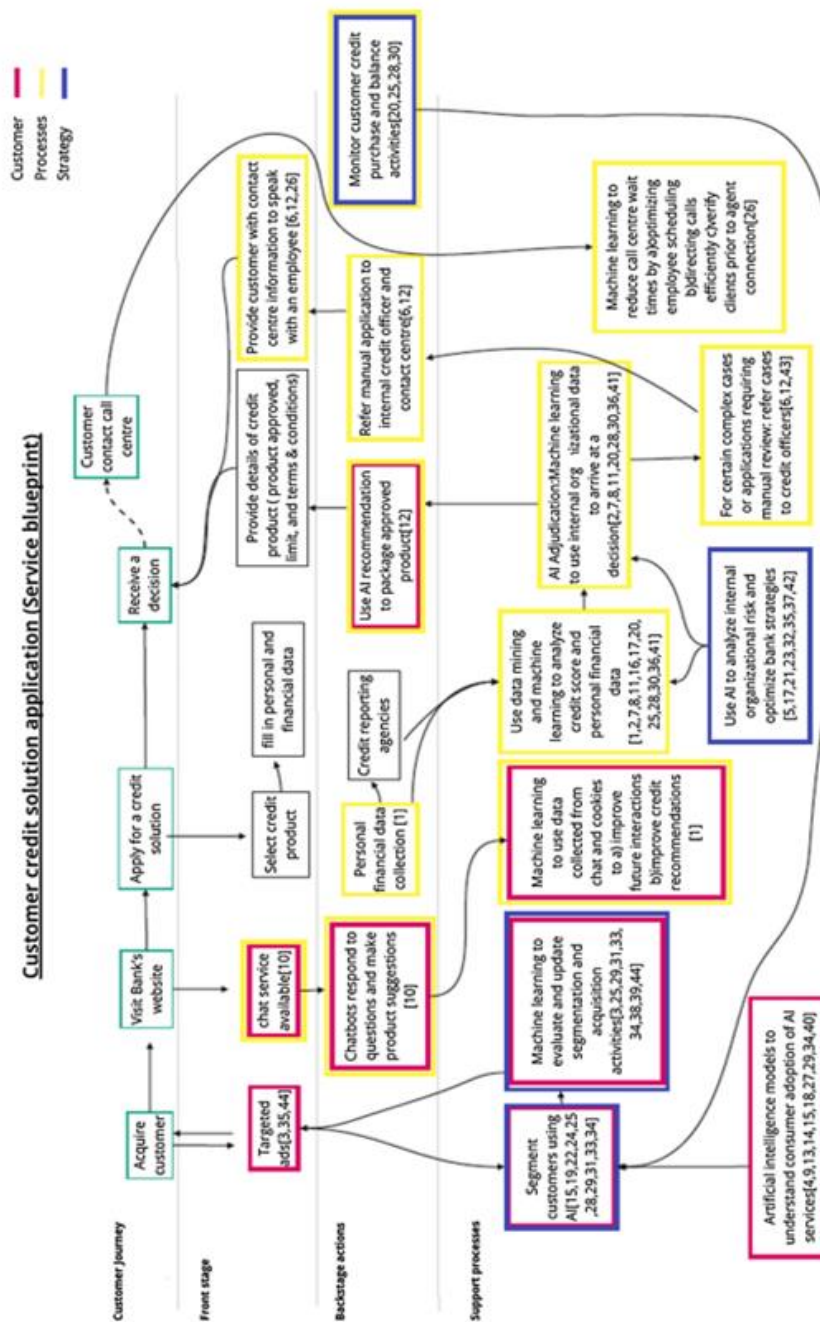 Customer credit solution application (Service blueprint)
Customer
Processes
Strategy
Customer Journey
Acquire
customer
Visit Bank's
website
Apply for a credit
solution
Receive a
decision
Customer
contact call
centre
Front stage
Targeted
ads[3,35,44]
chat service
available[10]
Select credit
product
fill in personal and
financial data
Provide details of credit
product ( product approved,
limit, and terms & conditions)
Provide customer with contact
centre information to speak
with an employee [6,12,26]
Backstage actions
Chatbots respond to
questions and make
product suggestions
[10]
Personal
financial data
collection [1]
Credit reporting
agencies
Use AI recommendation
to package approved
product[12]
Refer manual application to
internal credit officer and
contact centre[6,12]
Monitor customer credit
purchase and balance
activities[20,25,28,30]
Support processes
Segment
customers using
AI[15,19,22,24,25
,28,29,31,33,34]
Machine learning to
evaluate and update
segmentation and
acquisition
activities[3,25,29,31,33,
34,38,39,44]
Machine learning
to use data
collected from
chat and cookies
to a) improve
future interactions
b)improve credit
recommendations
[1]
Use data mining
and machine
learning to analyze
credit score and
personal financial
data
[1,2,7,8,11,16,17,20,
25,28,30,36,41]
AI Adjudication:Machine learning
to use internal org izational data
to arrive at a
decision[2,7,8,11,20,28,30,36,41]
Machine learning to
reduce call centre wait
times by a)optimizing
employee scheduling
b)directing calls
efficiently c)verify
clients prior to agent
connection[26]
Artificial intelligence models to
understand consumer adoption of AI
services[4,9,13,14,15,18,27,29,34,40]
Use AI to analyze internal
organizational risk and
optimize bank strategies
[5,17,21,23,32,35,37,42]
For certain complex cases
or applications requiring
manual review: refer cases
to credit officers[6,12,43]